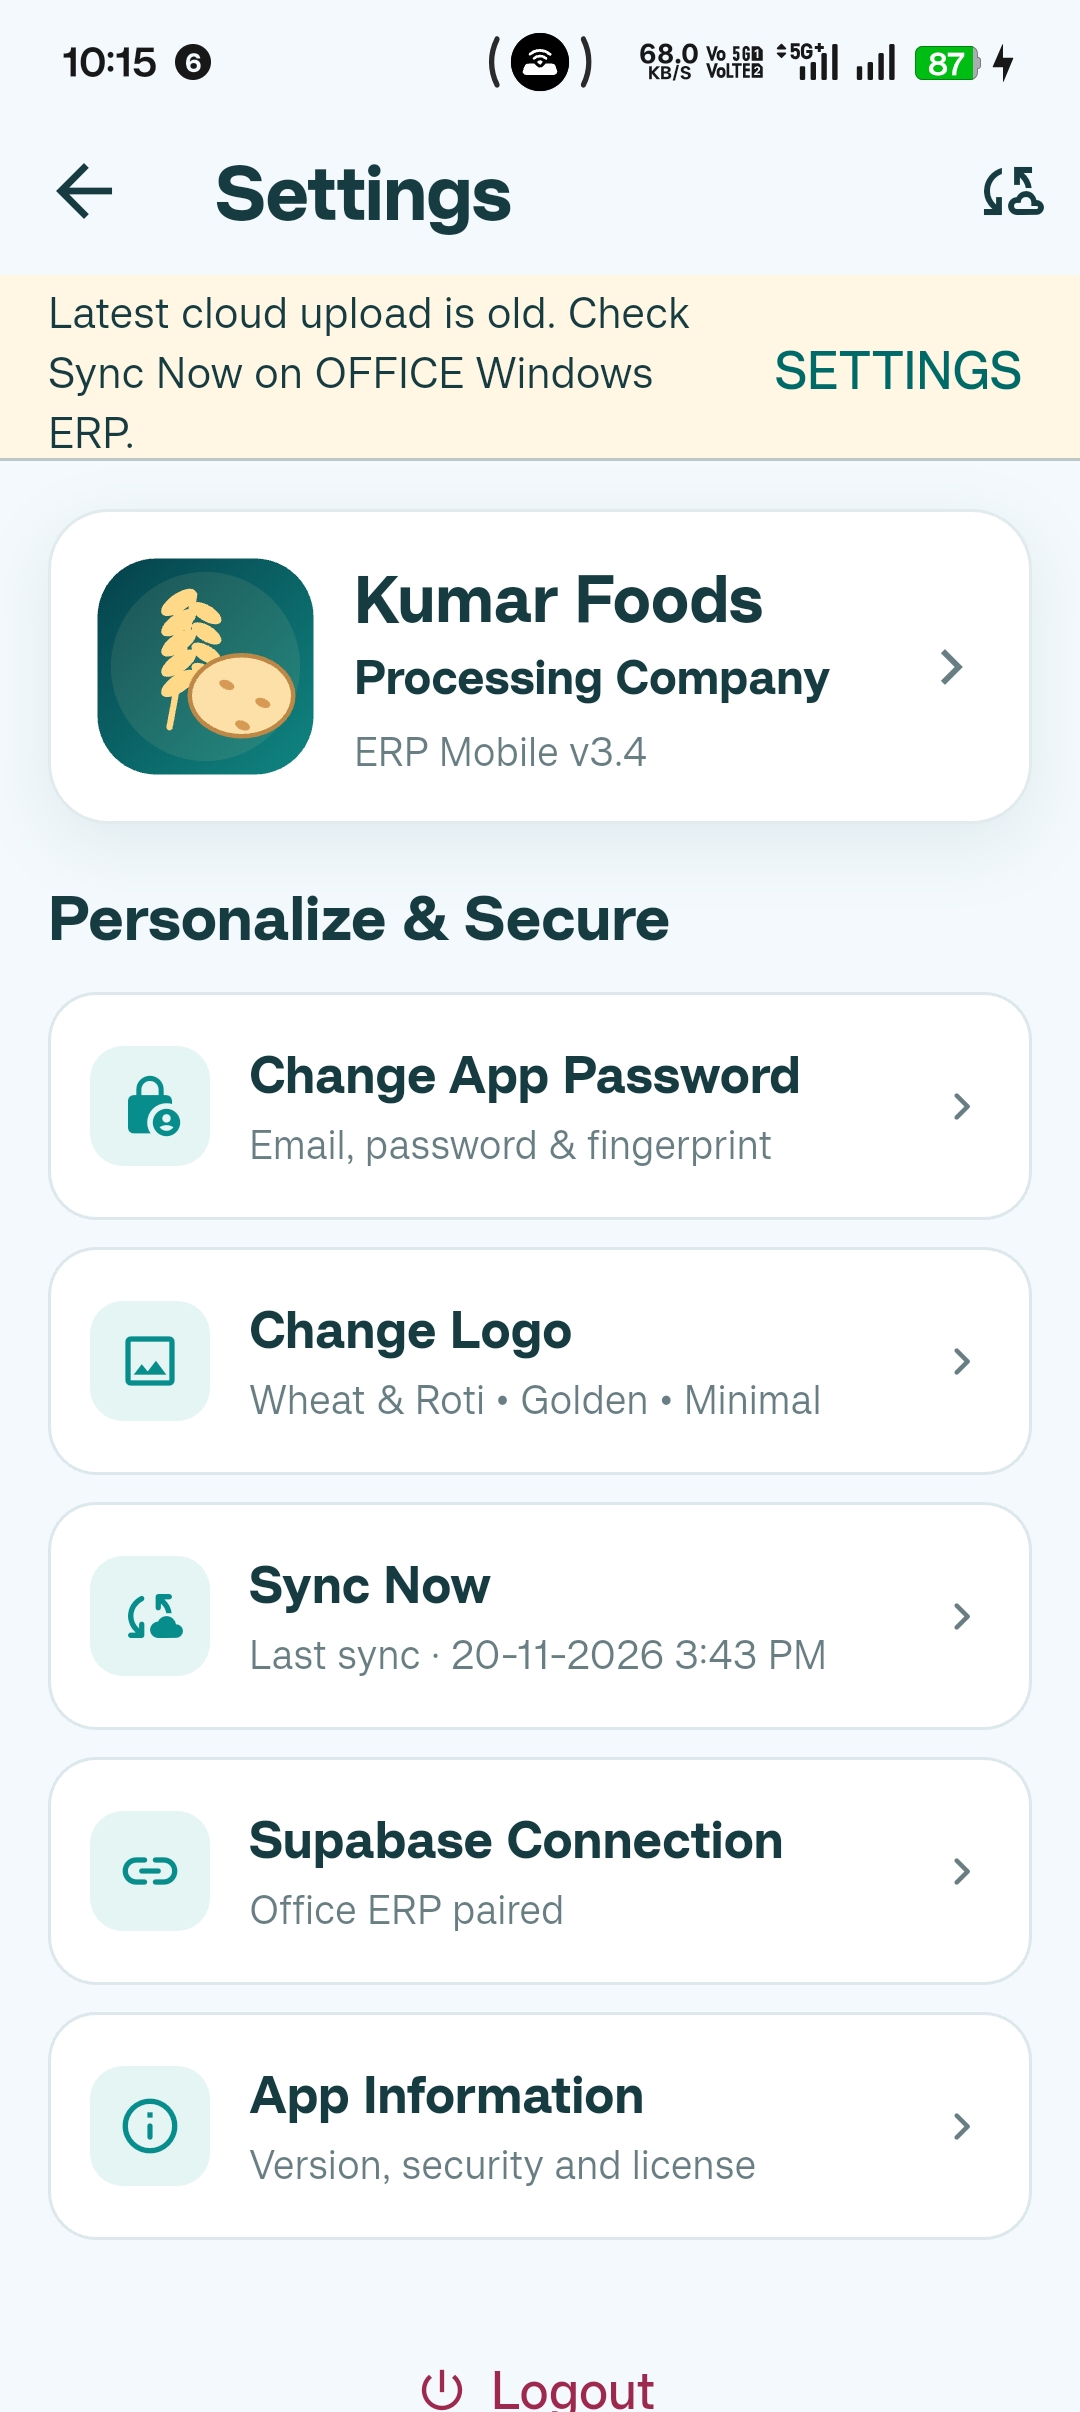 10:15 6 68.0 KB/S Vo 5G 1 VoLTE 2 5G+ 87
Settings
Latest cloud upload is old. Check
Sync Now on OFFICE Windows
ERP.
SETTINGS
Kumar Foods
Processing Company
ERP Mobile v3.4
Personalize & Secure
Change App Password
Email, password & fingerprint
Change Logo
Wheat & Roti • Golden • Minimal
Sync Now
Last sync · 20-11-2026 3:43 PM
Supabase Connection
Office ERP paired
App Information
Version, security and license
Logout